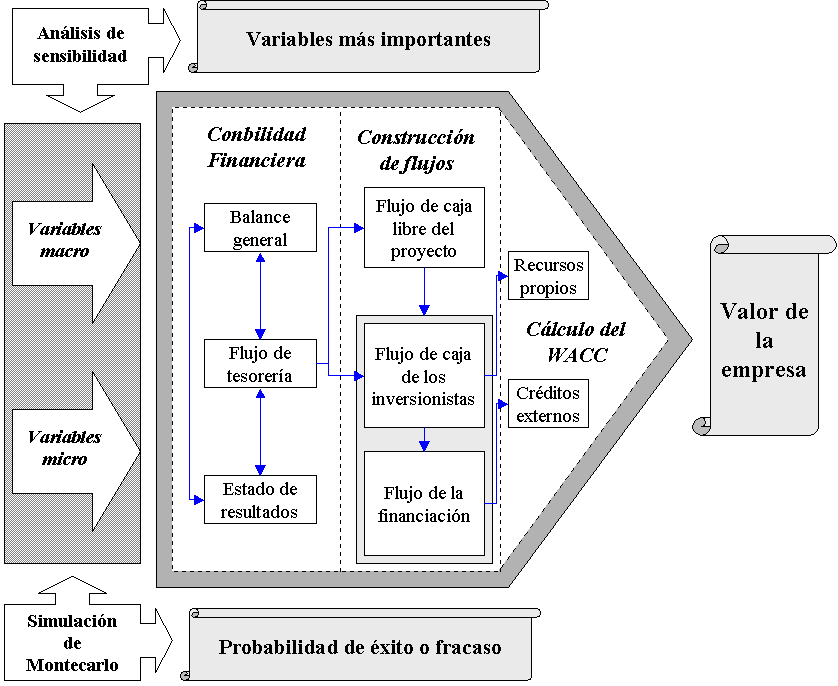 Análisis de
sensibilidad
Variables más importantes
Variables
macro
Variables
micro
Conbilidad
Financiera
Balance
general
Flujo de
tesorería
Estado de
resultados
Construcción
de flujos
Flujo de caja
libre del
proyecto
Flujo de caja
de los
inversionistas
Flujo de la
financiación
Recursos
propios
Cálculo del
WACC
Créditos
externos
Valor de
la
empresa
Simulación
de
Montecarlo
Probabilidad de éxito o fracaso